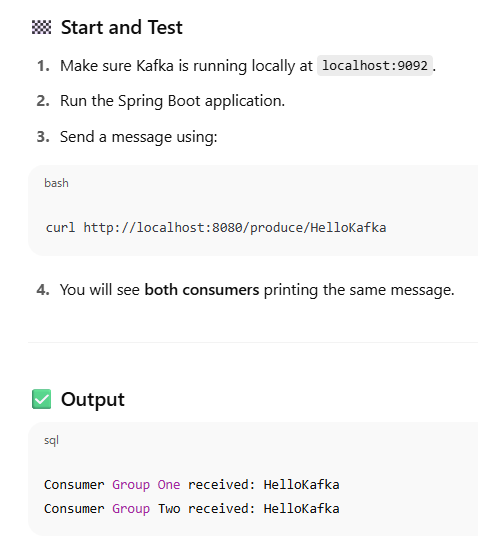 Start and Test
1. Make sure Kafka is running locally at localhost:9092.
2. Run the Spring Boot application.
3. Send a message using:
bash
curl http://localhost:8080/produce/HelloKafka
4. You will see both consumers printing the same message.
Output
sql
Consumer Group One received: HelloKafka
Consumer Group Two received: HelloKafka